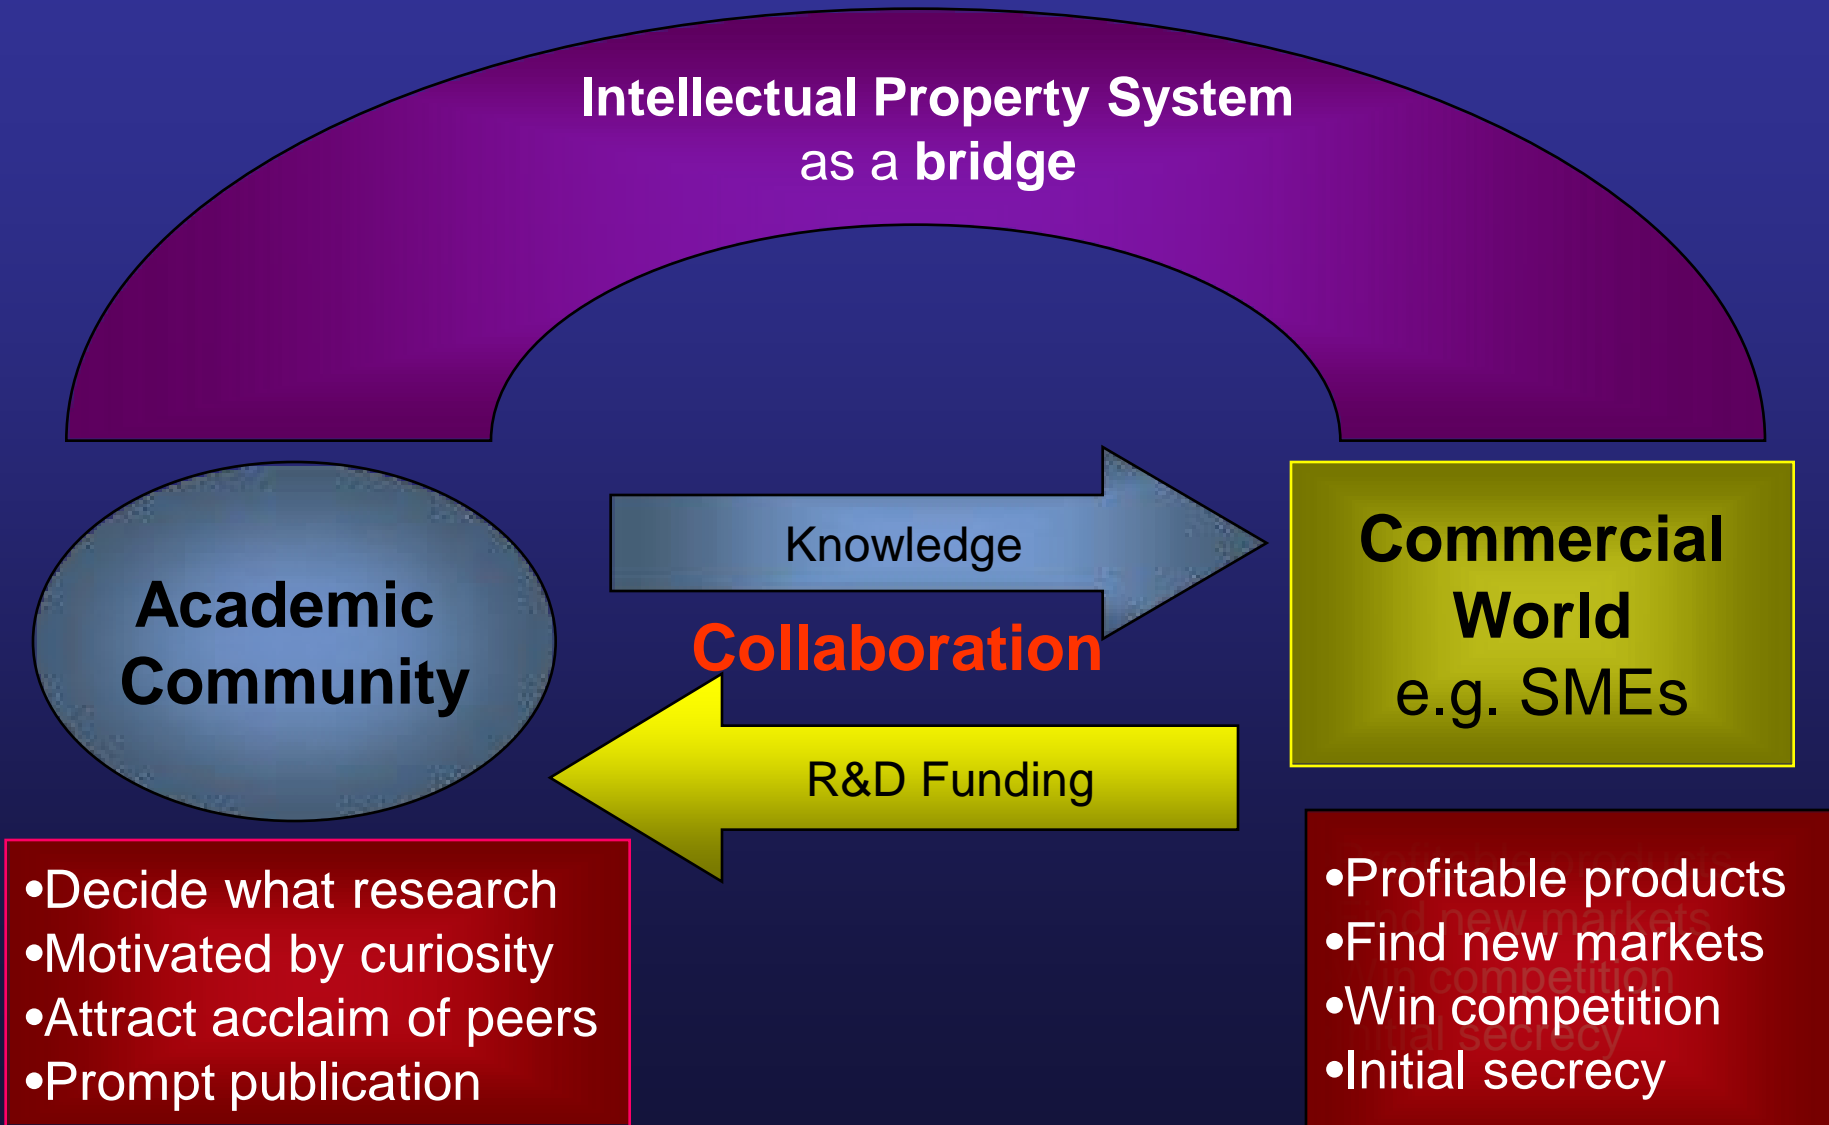 Intellectual Property System
as a bridge
Knowledge
Academic
Community
Collaboration
Commercial
World
e.g. SMEs
R&D Funding
•Decide what research
•Motivated by curiosity
•Attract acclaim of peers
•Prompt publication
•Profitable products
•Find new markets
•Win competition
•Initial secrecy